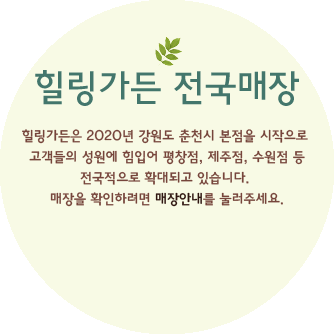 힐링가든 전국매장
힐링가든은 2020년 강원도 춘천시 본점을 시작으로
고객들의 성원에 힘입어 평창점, 제주점, 수원점 등
전국적으로 확대되고 있습니다.
매장을 확인하려면 매장안내를 눌러주세요.